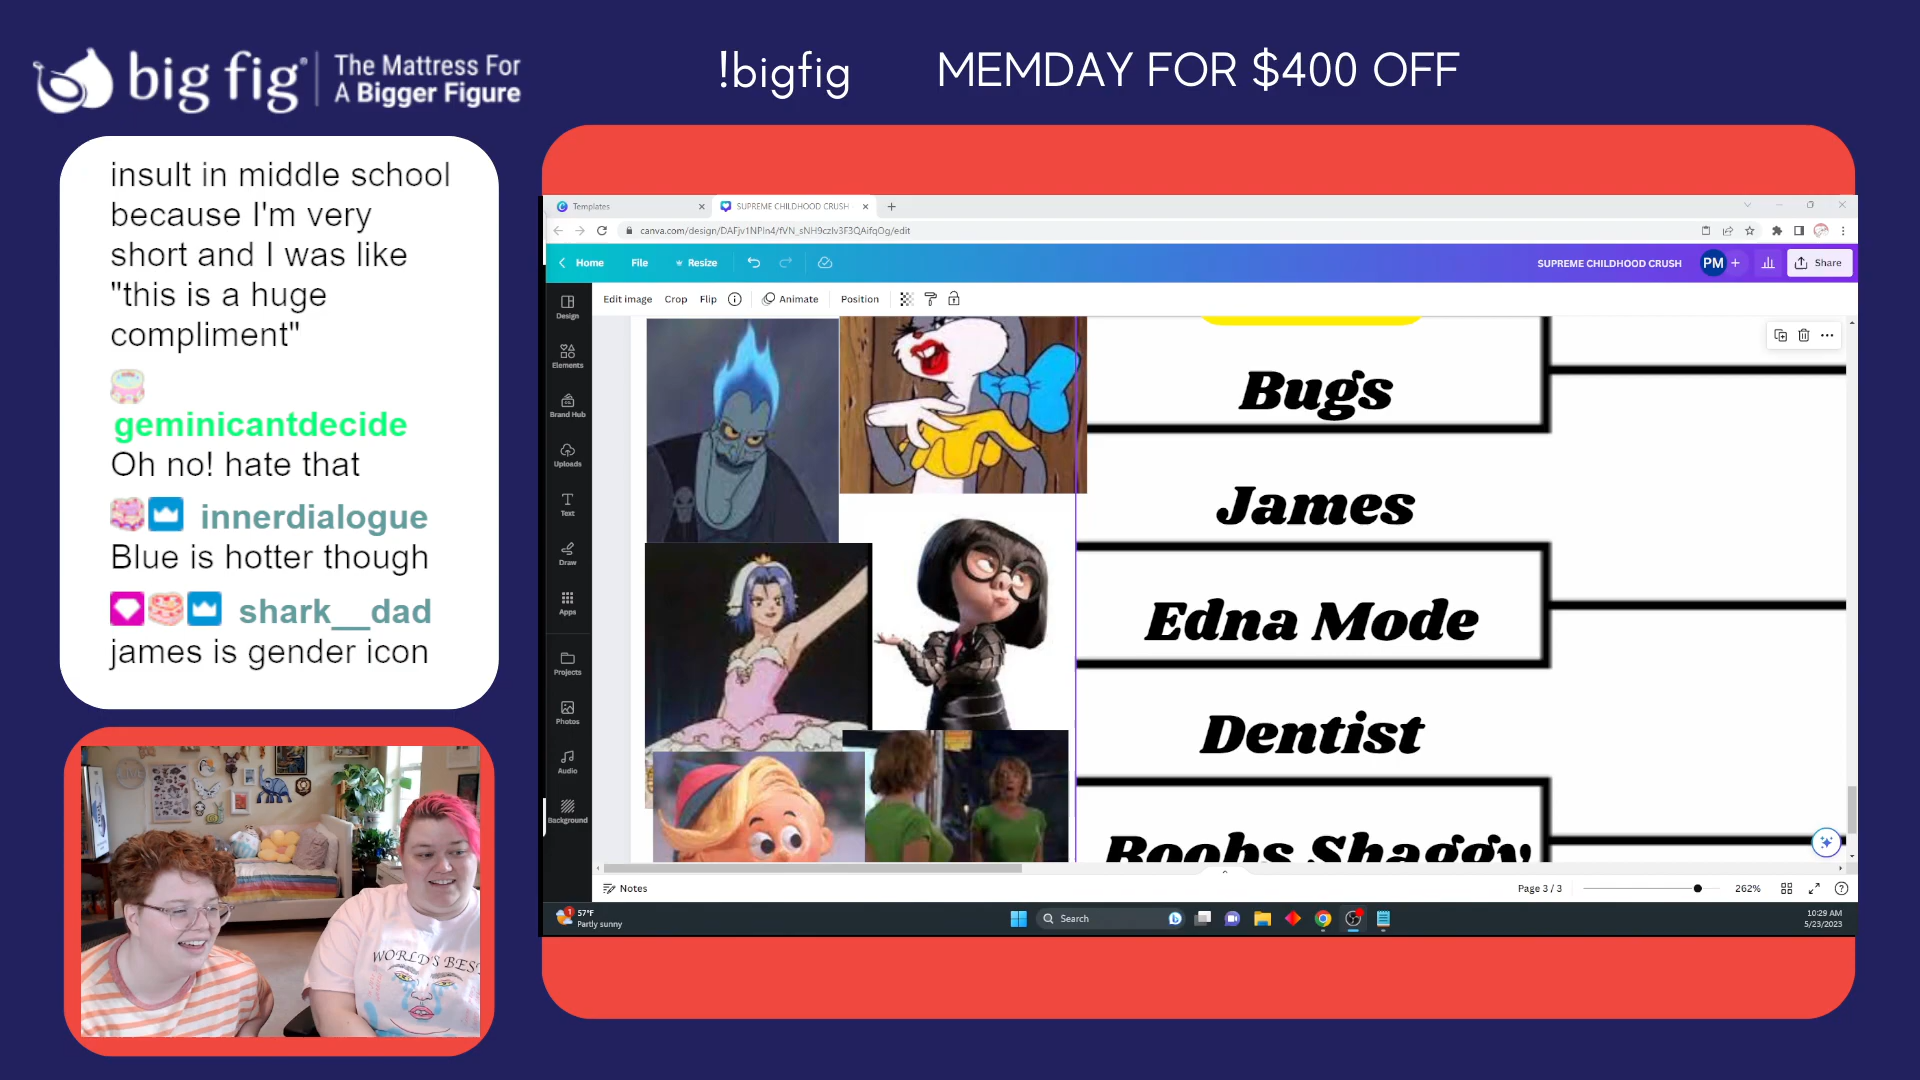 big fig®
The Mattress For
A Bigger Figure
!bigfig
MEMDAY FOR $400 OFF
insult in middle school
because I'm very
short and I was like
"this is a huge
compliment"
geminicantdecide
Oh no! hate that
innerdialogue
Blue is hotter though
shark__dad
james is gender icon
WORLD'S BES
Templates
SUPREME CHILDHOOD CRUSH
canva.com/design/DAFjv1NPln4/fVN_sNH9czlv3F3QAifqOg/edit
Home
File
Resize
SUPREME CHILDHOOD CRUSH
PM
Share
Edit image
Crop
Flip
Animate
Position
Design
Elements
Brand Hub
Uploads
Text
Draw
Apps
Projects
Photos
Audio
Background
Bugs
James
Edna Mode
Dentist
Boobs Shaggy
Notes
Page 3 / 3
262%
1
57°F
Partly sunny
Search
10:29 AM
5/23/2023